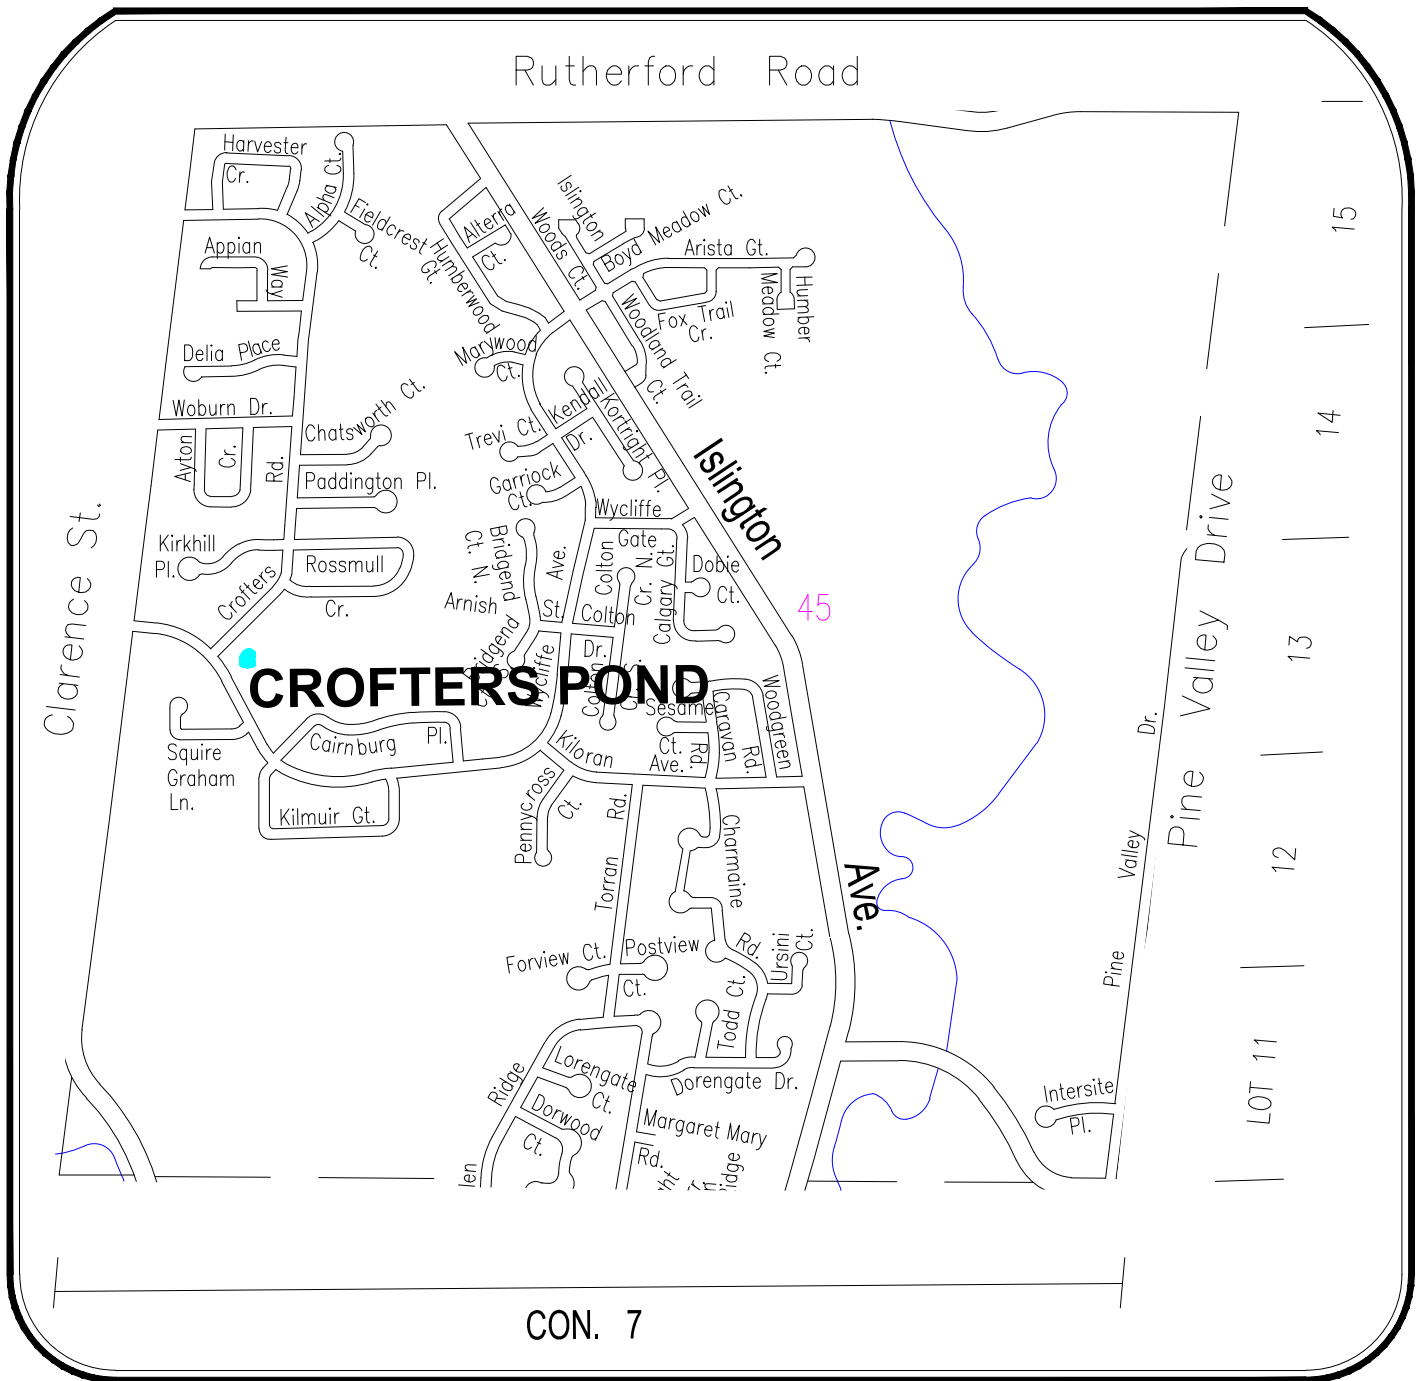 Rutherford Road
Harvester
Cr.
Alpha Ct.
Fieldcrest
Ct.
Appian
Way
Alterra
Ct.
Humberwood
Gt.
Woods Ct.
Islington
Boyd Meadow Ct.
Arista Gt.
Humber
Meadow Ct.
Fox Trail
Cr.
Woodland Trail
Ct.
15
Delia Place
Marywood
Ct.
Woburn Dr.
Chatsworth Ct.
Kendall
Dr.
Kortright Pl.
Trevi Ct.
14
Ayton
Cr.
Rd.
Paddington Pl.
Garriock
Ct.
Islington
Clarence St.
Kirkhill
Pl.
Rossmull
Cr.
Crofters
Bridgend
Ct. N.
Wycliffe
Gate
Ave.
Colton
Cr. N.
Calgary Gt.
Dobie
Ct.
Arnish
St.
Colton
Dr.
45
13
Pine Valley Drive
Bridgend
Wycliffe
Colton
S.
CROFTERS POND
Sesame
Ct.
Caravan
Rd.
Woodgreen
Rd.
Squire
Graham
Ln.
Cairnburg
Pl.
Kiloran
Ave.
Kilmuir Gt.
Pennycross
Ct.
Torran
Rd.
Charmaine
Rd.
12
Pine Valley Dr.
Ave.
Forview Ct.
Postview
Ct.
Ursini
Ct.
Todd Ct.
Dorengate Dr.
Ridge
Lorengate
Ct.
Dorwood
Ct.
Margaret Mary
Rd.
Intersite
Pl.
LOT 11
len
ht
idge
CON. 7